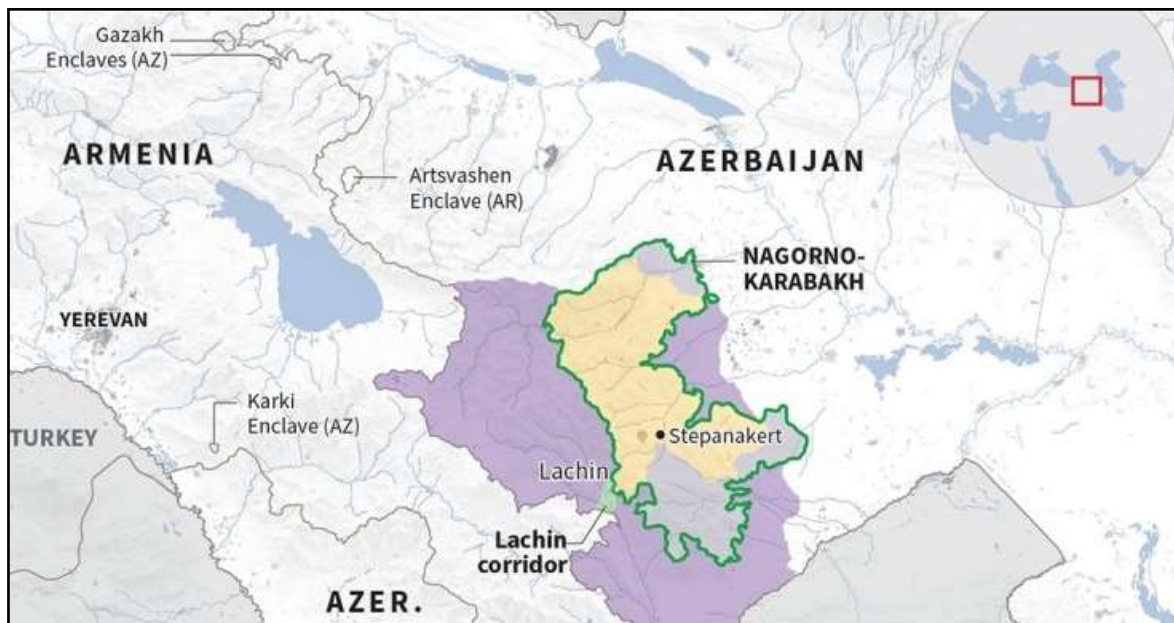 Gazakh
Enclaves (AZ)
ARMENIA
AZERBAIJAN
Artsvashen
Enclave (AR)
NAGORNO-
KARABAKH
YEREVAN
Karki
Enclave (AZ)
TURKEY
Stepanakert
Lachin
Lachin
corridor
AZER.